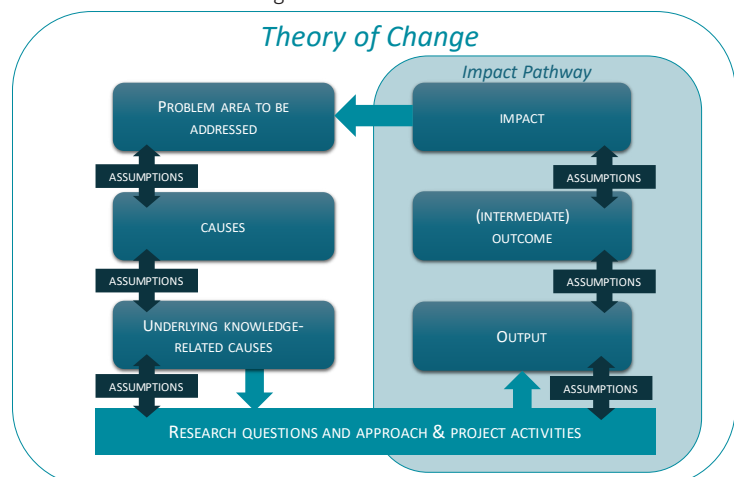 Theory of Change
Impact Pathway
PROBLEM AREA TO BE
ADDRESSED
IMPACT
ASSUMPTIONS
ASSUMPTIONS
CAUSES
(INTERMEDIATE)
OUTCOME
ASSUMPTIONS
ASSUMPTIONS
UNDERLYING KNOWLEDGE-
RELATED CAUSES
OUTPUT
ASSUMPTIONS
ASSUMPTIONS
RESEARCH QUESTIONS AND APPROACH & PROJECT ACTIVITIES